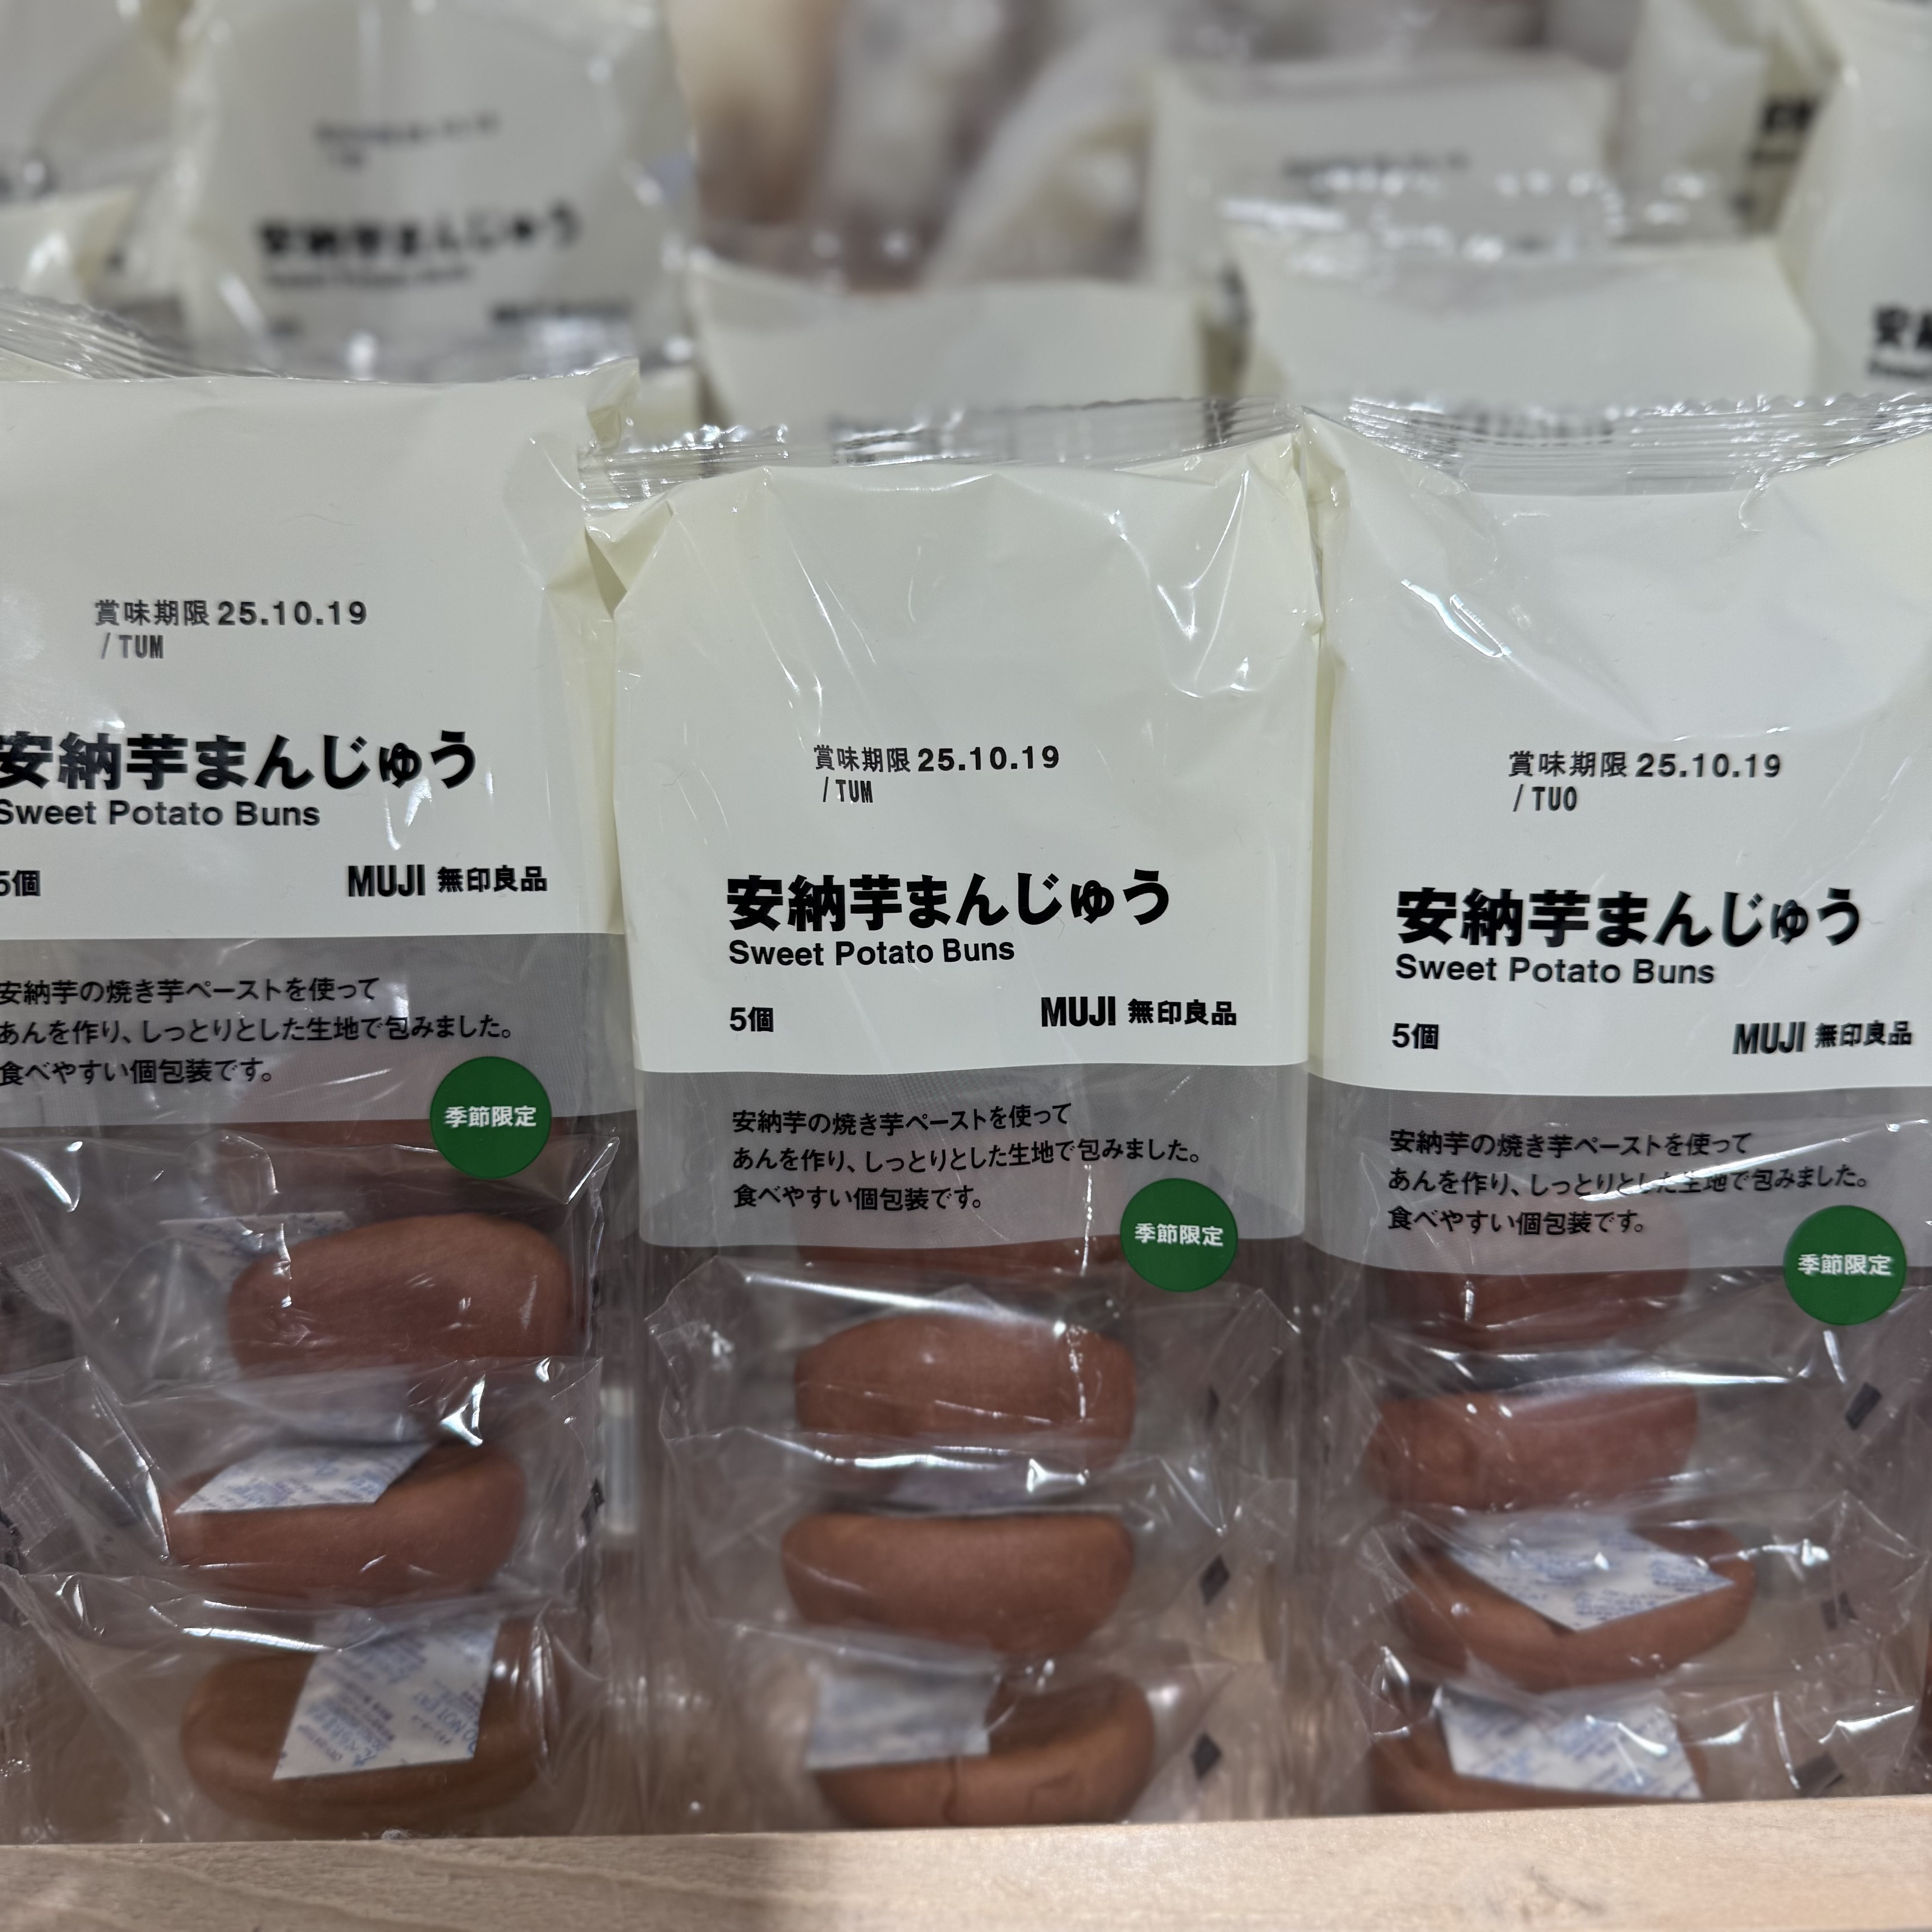 安納芋まんじゅう
賞味期限 25.10.19
/ TUM
安納芋まんじゅう
Sweet Potato Buns
5個
MUJI 無印良品
安納芋の焼き芋ペーストを使って
あんを作り、しっとりとした生地で包みました。
食べやすい個包装です。
季節限定
賞味期限 25.10.19
/ TUM
安納芋まんじゅう
Sweet Potato Buns
5個
MUJI 無印良品
安納芋の焼き芋ペーストを使って
あんを作り、しっとりとした生地で包みました。
食べやすい個包装です。
季節限定
賞味期限 25.10.19
/ TUO
安納芋まんじゅう
Sweet Potato Buns
5個
MUJI 無印良品
安納芋の焼き芋ペーストを使って
あんを作り、しっとりとした生地で包みました。
食べやすい個包装です。
季節限定